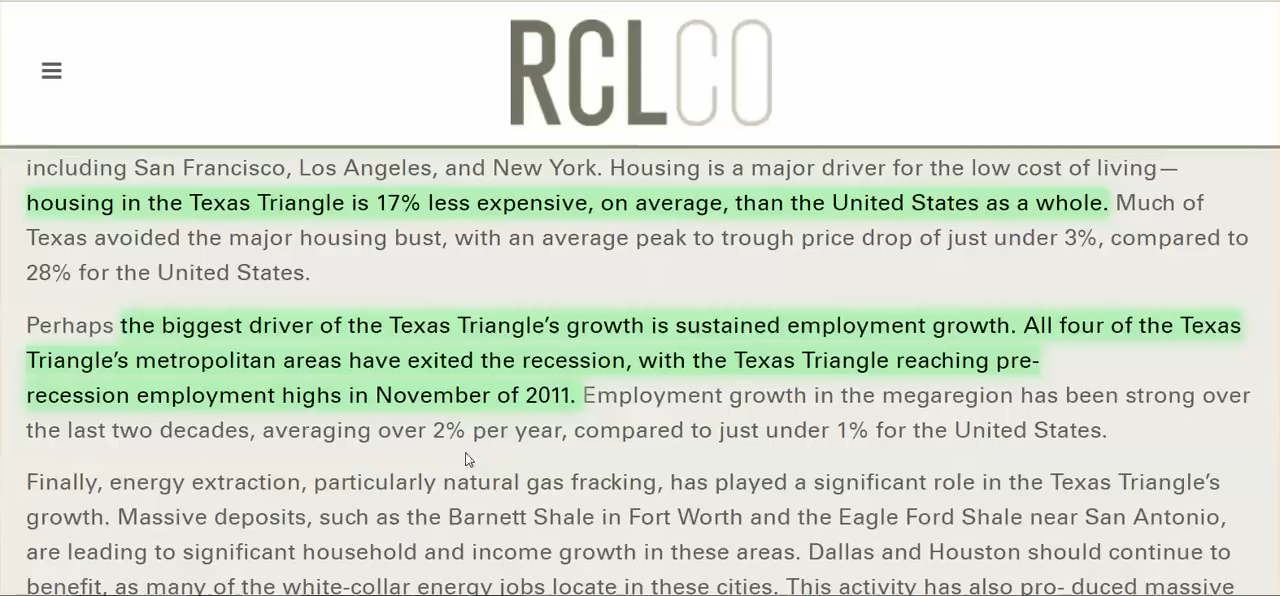 RCLCO
including San Francisco, Los Angeles, and New York. Housing is a major driver for the low cost of living—
housing in the Texas Triangle is 17% less expensive, on average, than the United States as a whole. Much of
Texas avoided the major housing bust, with an average peak to trough price drop of just under 3%, compared to
28% for the United States.
Perhaps the biggest driver of the Texas Triangle’s growth is sustained employment growth. All four of the Texas
Triangle’s metropolitan areas have exited the recession, with the Texas Triangle reaching pre-
recession employment highs in November of 2011. Employment growth in the megaregion has been strong over
the last two decades, averaging over 2% per year, compared to just under 1% for the United States.
Finally, energy extraction, particularly natural gas fracking, has played a significant role in the Texas Triangle’s
growth. Massive deposits, such as the Barnett Shale in Fort Worth and the Eagle Ford Shale near San Antonio,
are leading to significant household and income growth in these areas. Dallas and Houston should continue to
benefit, as many of the white-collar energy jobs locate in these cities. This activity has also pro- duced massive